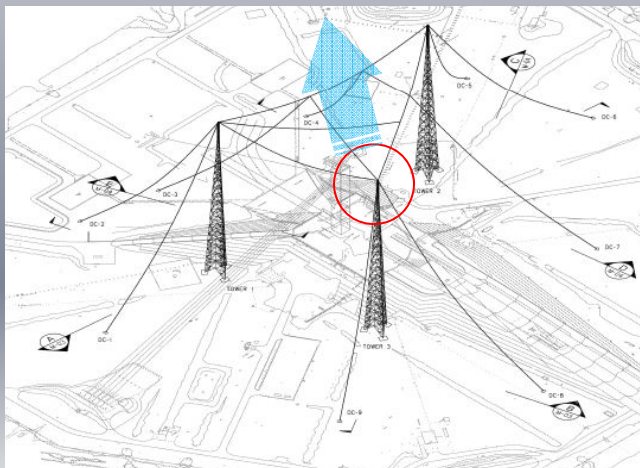 DC-5
C
DC-6
DC-4
DC-3
TOWER 2
DC-2
DC-7
TOWER 1
DC-1
A
TOWER 3
DC-8
DC-9